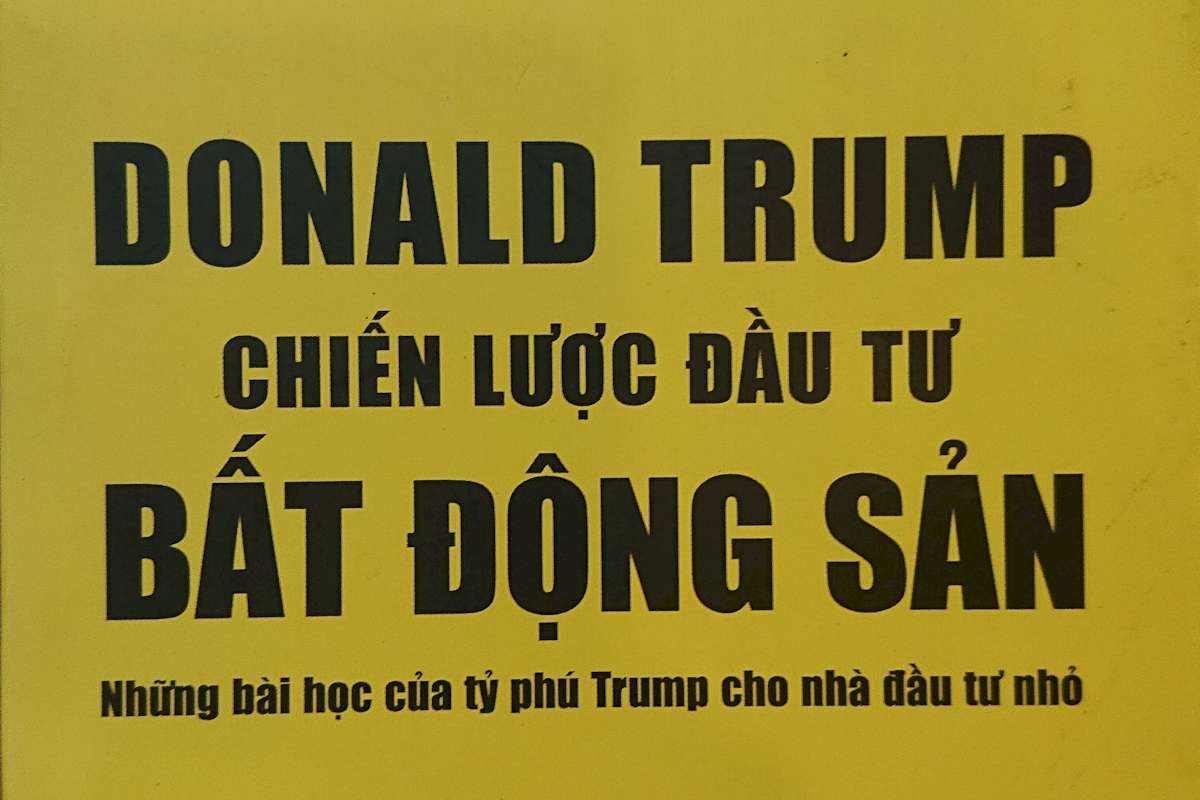 DONALD TRUMP
CHIẾN LƯỢC ĐẦU TƯ
BẤT ĐỘNG SẢN
Những bài học của tỷ phú Trump cho nhà đầu tư nhỏ